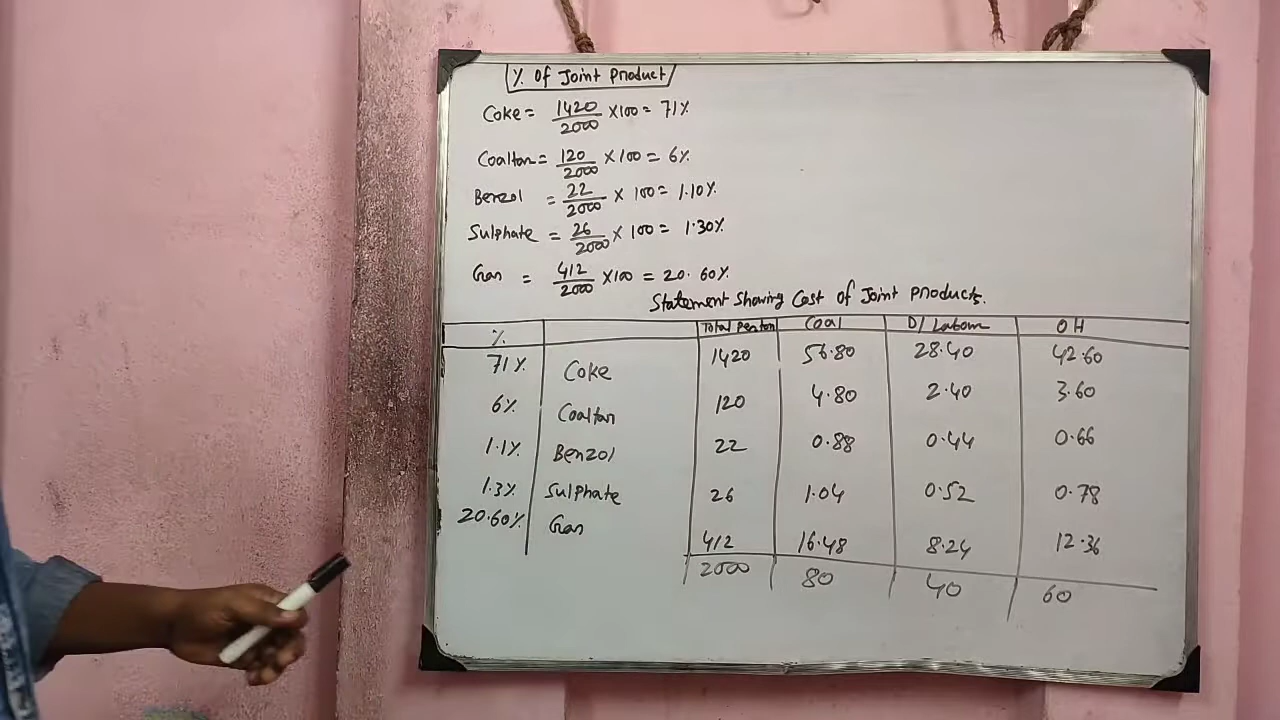 % Of Joint Product
Coke = 1420/2000 × 100 = 71%
Coaltar = 120/2000 × 100 = 6%
Benzol = 22/2000 × 100 = 1.10%
Sulphate = 26/2000 × 100 = 1.30%
Gas = 412/2000 × 100 = 20.60%
Statement Showing Cost of Joint Products.
% Total Per ton Coal D/ Labour OH
71% Coke 1420 56.80 28.40 42.60
6% Coaltar 120 4.80 2.40 3.60
1.1% Benzol 22 0.88 0.44 0.66
1.3% Sulphate 26 1.04 0.52 0.78
20.60% Gas 412 16.48 8.24 12.36
2000 80 40 60